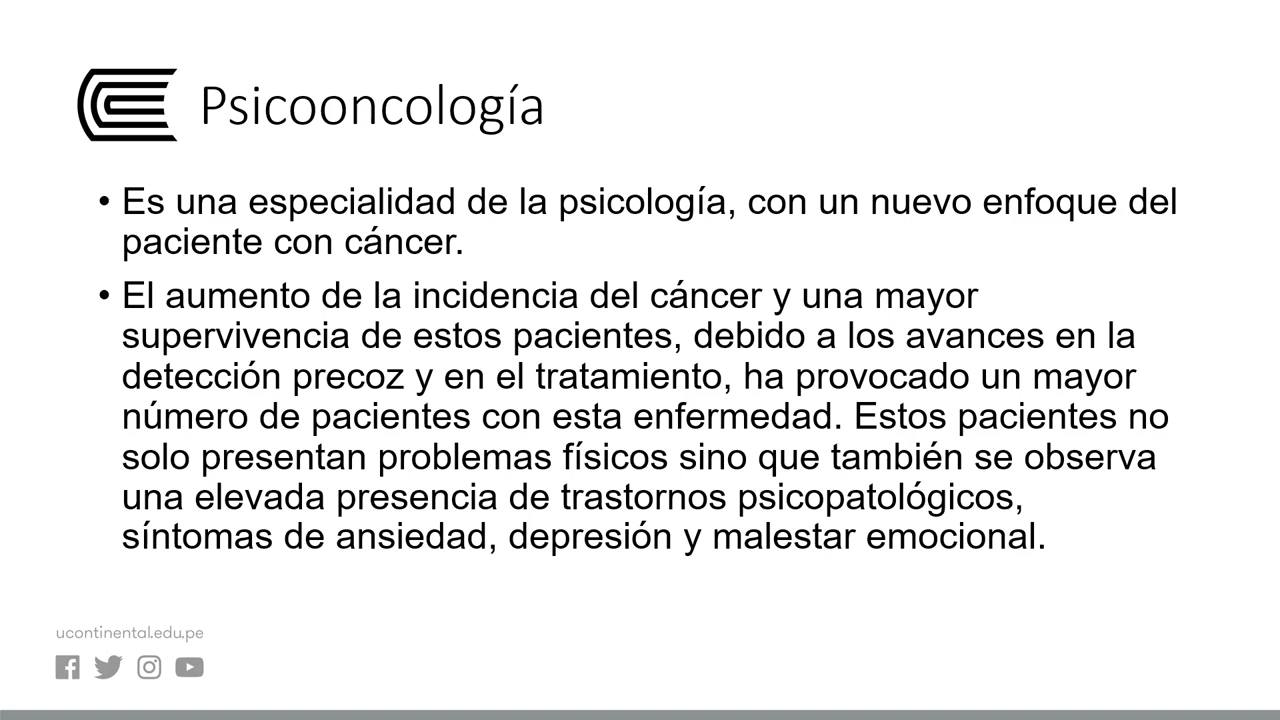 Psicooncología
• Es una especialidad de la psicología, con un nuevo enfoque del
paciente con cáncer.
• El aumento de la incidencia del cáncer y una mayor
supervivencia de estos pacientes, debido a los avances en la
detección precoz y en el tratamiento, ha provocado un mayor
número de pacientes con esta enfermedad. Estos pacientes no
solo presentan problemas físicos sino que también se observa
una elevada presencia de trastornos psicopatológicos,
síntomas de ansiedad, depresión y malestar emocional.
ucontinental.edu.pe